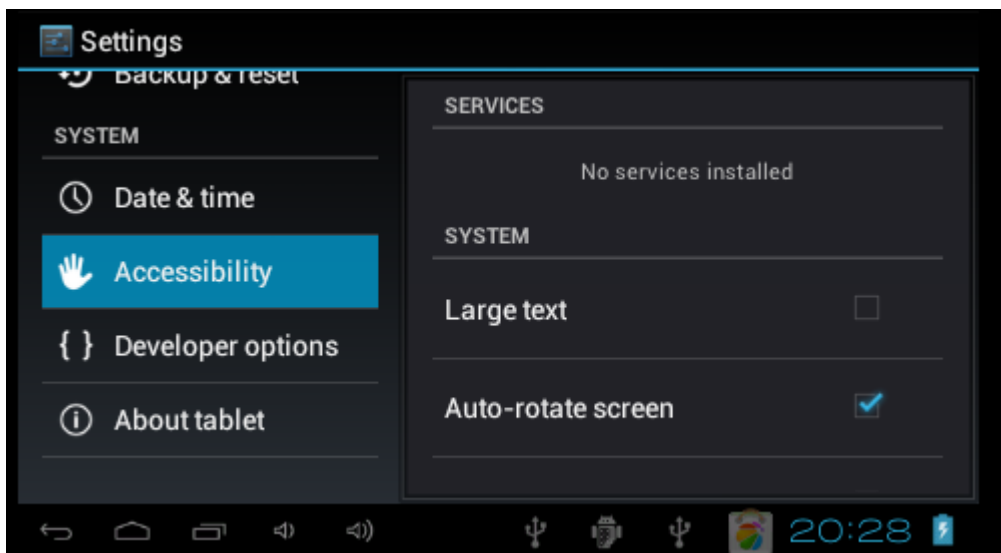 Settings
Backup & reset
SYSTEM
Date & time
Accessibility
{ } Developer options
About tablet
SERVICES
No services installed
SYSTEM
Large text
Auto-rotate screen
20:28